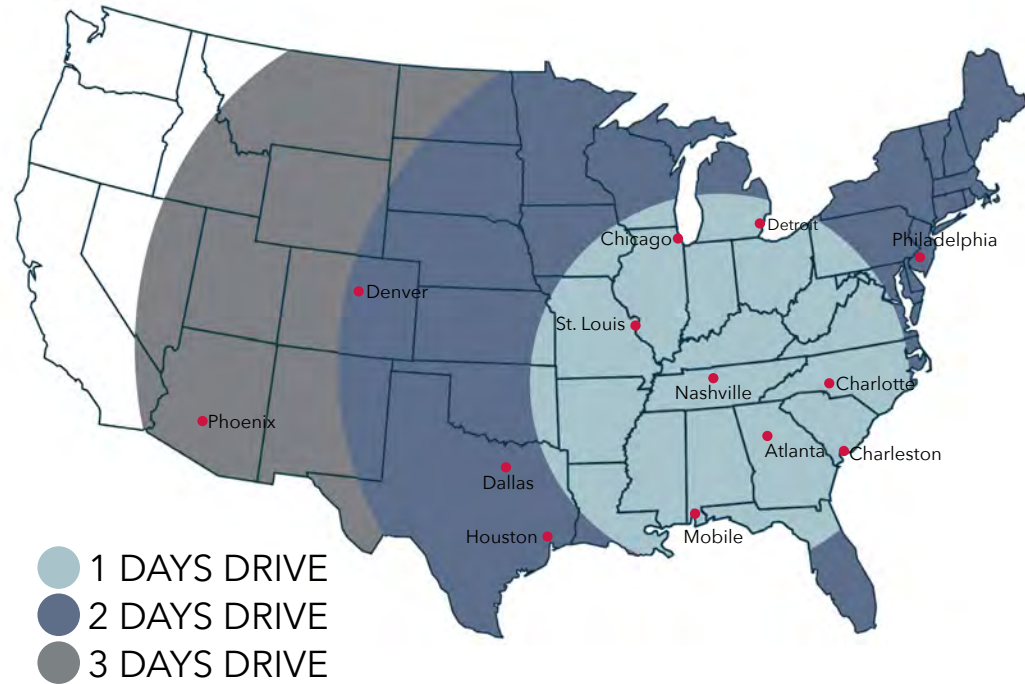 Detroit
Chicago
Philadelphia
Denver
St. Louis
Nashville
Charlotte
Phoenix
Atlanta
Charleston
Dallas
Houston
Mobile
1 DAYS DRIVE
2 DAYS DRIVE
3 DAYS DRIVE